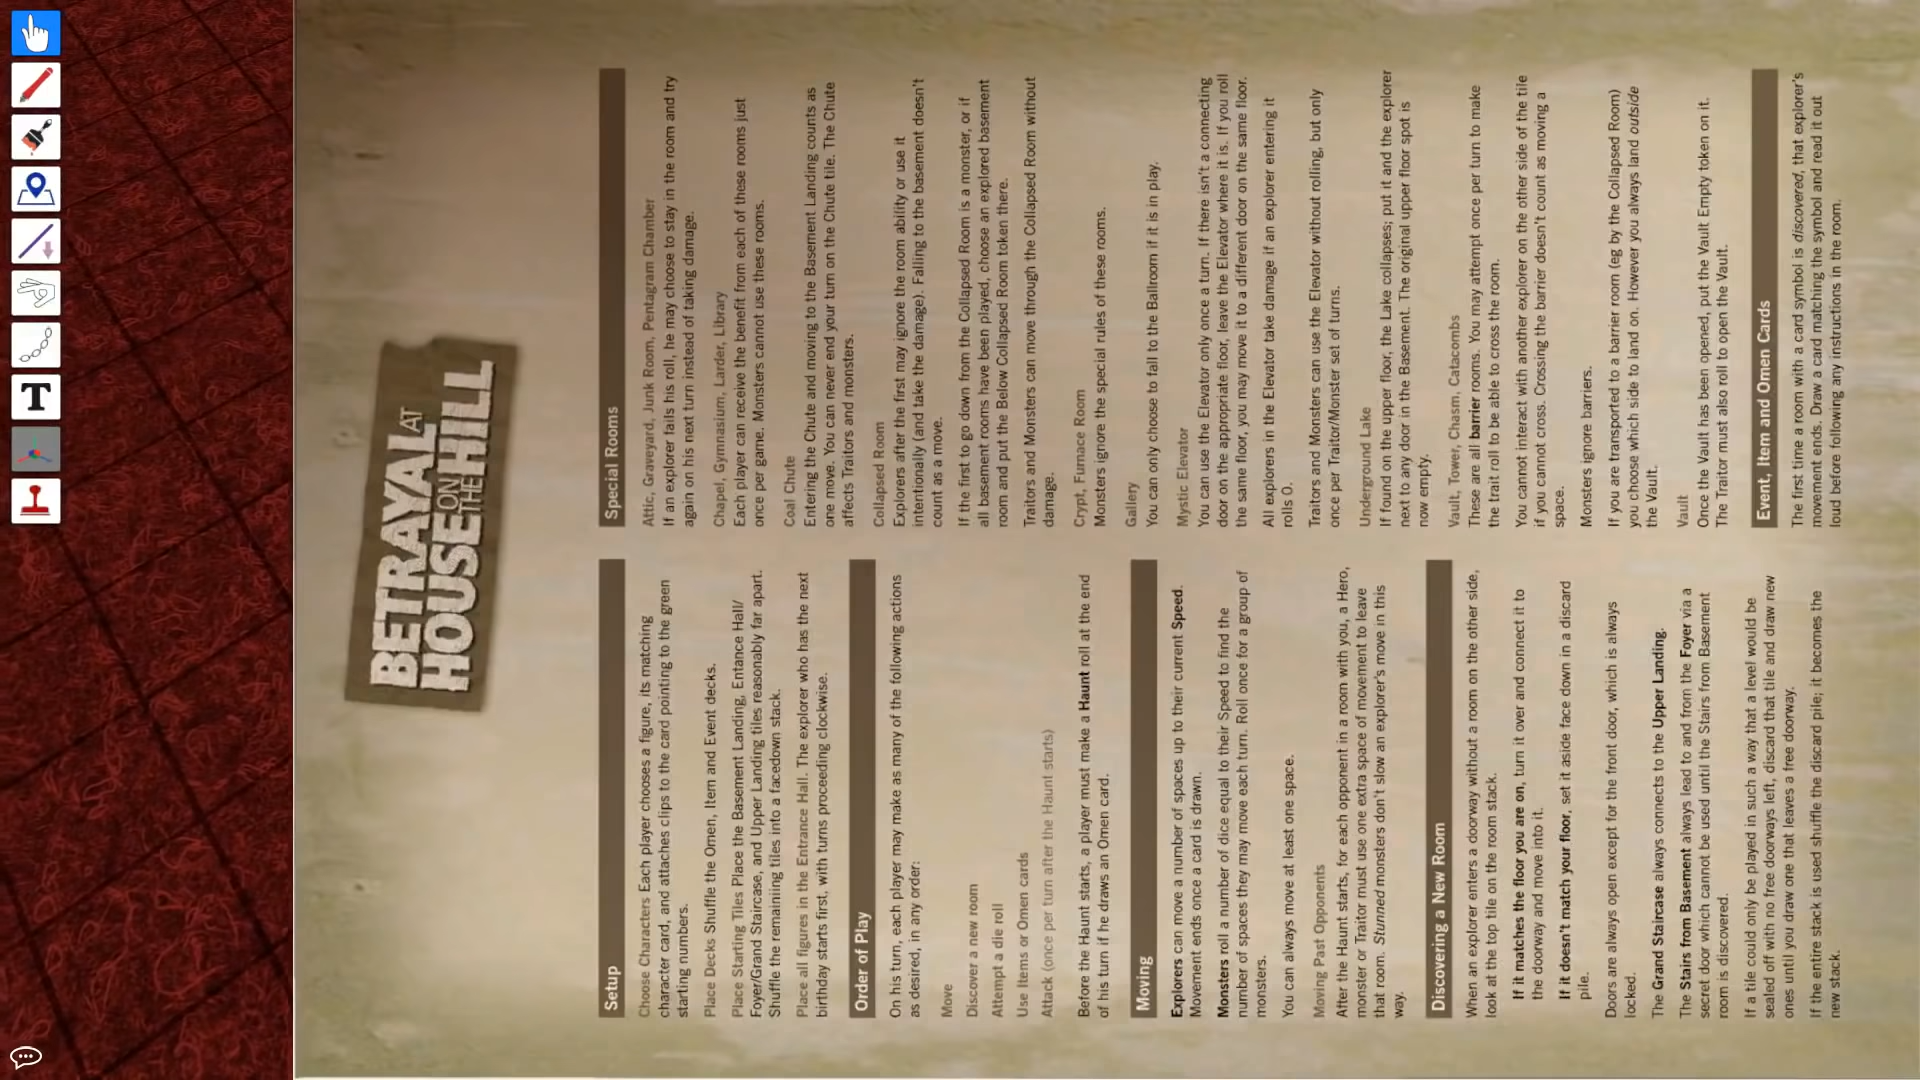 BETRAYAL AT
HOUSE ON THE HILL
Setup
Choose Characters Each player chooses a figure, its matching
character card, and attaches clips to the card pointing to the green
starting numbers.
Place Decks Shuffle the Omen, Item and Event decks.
Place Starting Tiles Place the Basement Landing, Entance Hall/
Foyer/Grand Staircase, and Upper Landing tiles reasonably far apart.
Shuffle the remaining tiles into a facedown stack.
Place all figures in the Entrance Hall. The explorer who has the next
birthday starts first, with turns proceeding clockwise.
Order of Play
On his turn, each player may make as many of the following actions
as desired, in any order:
Move
Discover a new room
Attempt a die roll
Use Items or Omen cards
Attack (once per turn after the Haunt starts)
Before the Haunt starts, a player must make a Haunt roll at the end
of his turn if he draws an Omen card.
Moving
Explorers can move a number of spaces up to their current Speed.
Movement ends once a card is drawn.
Monsters roll a number of dice equal to their Speed to find the
number of spaces they may move each turn. Roll once for a group of
monsters.
You can always move at least one space.
Moving Past Opponents
After the Haunt starts, for each opponent in a room with you, a Hero,
monster or Traitor must use one extra space of movement to leave
that room. Stunned monsters don't slow an explorer's move in this
way.
Discovering a New Room
When an explorer enters a doorway without a room on the other side,
look at the top tile on the room stack.
If it matches the floor you are on, turn it over and connect it to
the doorway and move into it.
If it doesn't match your floor, set it aside face down in a discard
pile.
Doors are always open except for the front door, which is always
locked.
The Grand Staircase always connects to the Upper Landing.
The Stairs from Basement always lead to and from the Foyer via a
secret door which cannot be used until the Stairs from Basement
room is discovered.
If a tile could only be played in such a way that a level would be
sealed off with no free doorways left, discard that tile and draw new
ones until you draw one that leaves a free doorway.
If the entire stack is used shuffle the discard pile; it becomes the
new stack.
Special Rooms
Attic, Graveyard, Junk Room, Pentagram Chamber
If an explorer fails his roll, he may choose to stay in the room and try
again on his next turn instead of taking damage.
Chapel, Gymnasium, Larder, Library
Each player can receive the benefit from each of these rooms just
once per game. Monsters cannot use these rooms.
Coal Chute
Entering the Chute and moving to the Basement Landing counts as
one move. You can never end your turn on the Chute tile. The Chute
affects Traitors and monsters.
Collapsed Room
Explorers after the first may ignore the room ability or use it
intentionally (and take the damage). Falling to the basement doesn't
count as a move.
If the first to go down from the Collapsed Room is a monster, or if
all basement rooms have been played, choose an explored basement
room and put the Below Collapsed Room token there.
Traitors and Monsters can move through the Collapsed Room without
damage.
Crypt, Furnace Room
Monsters ignore the special rules of these rooms.
Gallery
You can only choose to fall to the Ballroom if it is in play.
Mystic Elevator
You can use the Elevator only once a turn. If there isn't a connecting
door on the appropriate floor, leave the Elevator where it is. If you roll
the same floor, you may move it to a different door on the same floor.
All explorers in the Elevator take damage if an explorer entering it
rolls 0.
Traitors and Monsters can use the Elevator without rolling, but only
once per Traitor/Monster set of turns.
Underground Lake
If found on the upper floor, the Lake collapses; put it and the explorer
next to any door in the Basement. The original upper floor spot is
now empty.
Vault, Tower, Chasm, Catacombs
These are all barrier rooms. You may attempt once per turn to make
the trait roll to be able to cross the room.
You cannot interact with another explorer on the other side of the tile
if you cannot cross. Crossing the barrier doesn't count as moving a
space.
Monsters ignore barriers.
If you are transported to a barrier room (eg by the Collapsed Room)
you choose which side to land on. However you always land outside
the Vault.
Vault
Once the Vault has been opened, put the Vault Empty token on it.
The Traitor must also roll to open the Vault.
Event, Item and Omen Cards
The first time a room with a card symbol is discovered, that explorer's
movement ends. Draw a card matching the symbol and read it out
loud before following any instructions in the room.
T